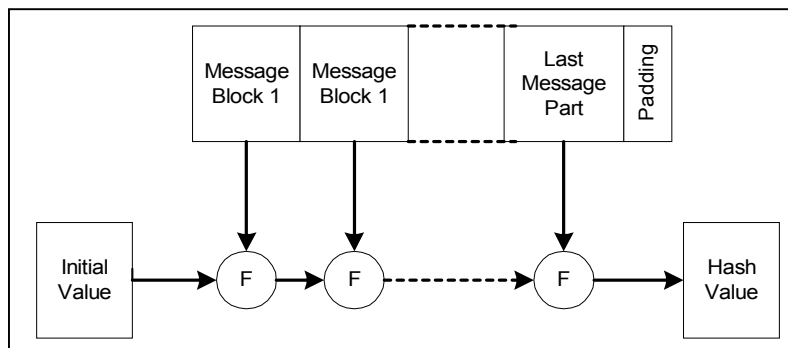 Message
Block 1
Message
Block 1
Last
Message
Part
Padding
Initial
Value
F
F
F
Hash
Value